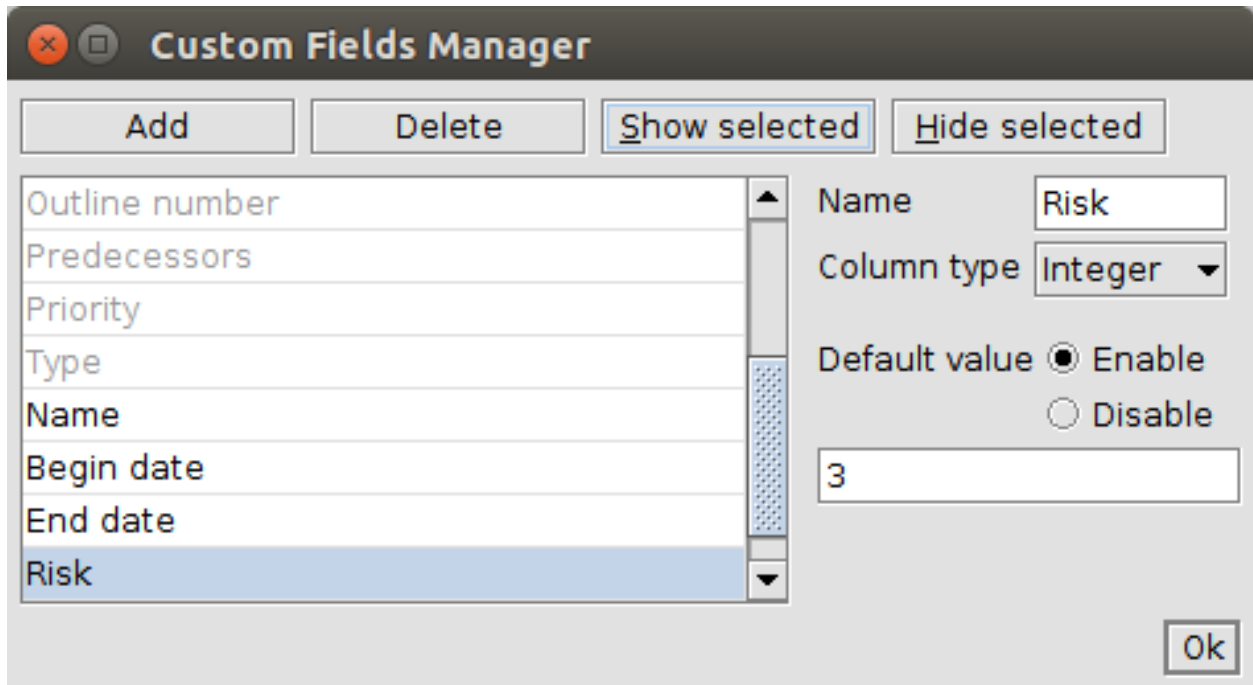 Custom Fields Manager
Add Delete Show selected Hide selected
Outline number
Predecessors
Priority
Type
Name
Begin date
End date
Risk
Name Risk
Column type Integer
Default value Enable
Disable
3
Ok